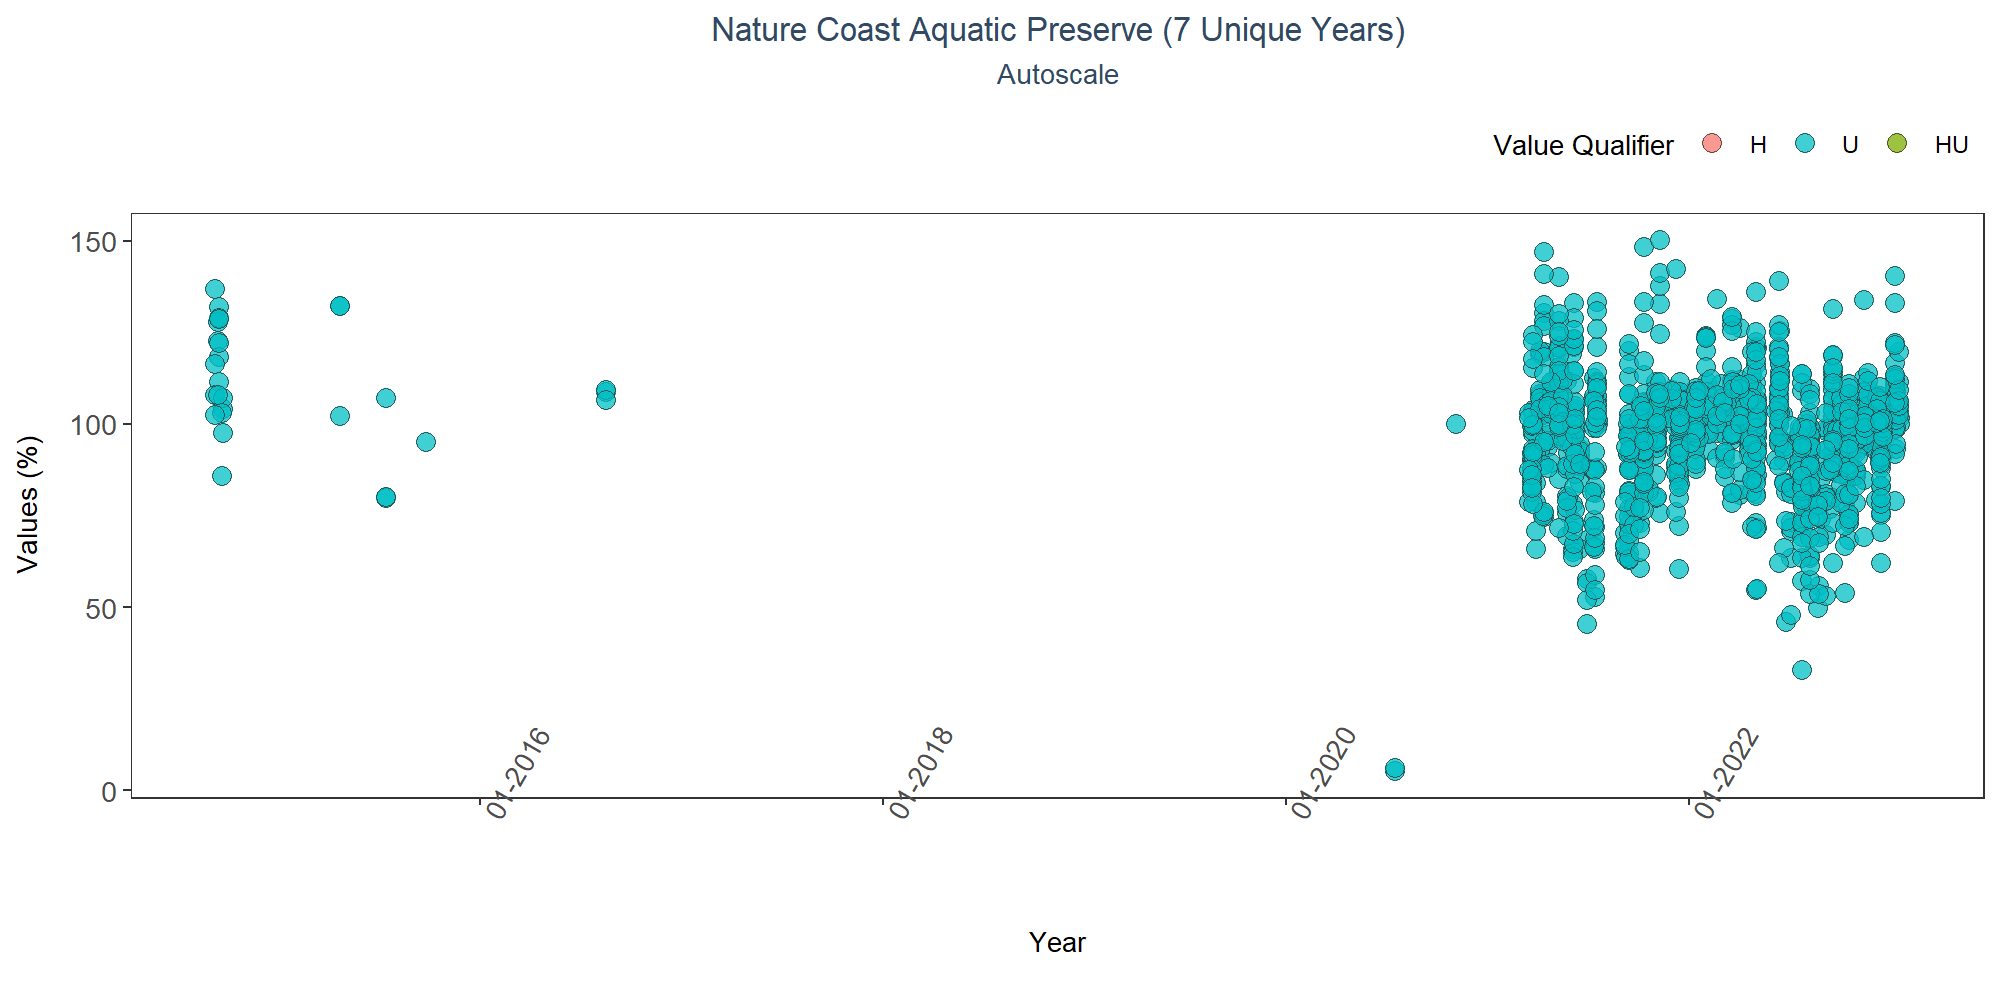 Nature Coast Aquatic Preserve (7 Unique Years)
Autoscale
Value Qualifier H U HU
150
100
50
0
Values (%)
01-2016
01-2018
01-2020
01-2022
Year